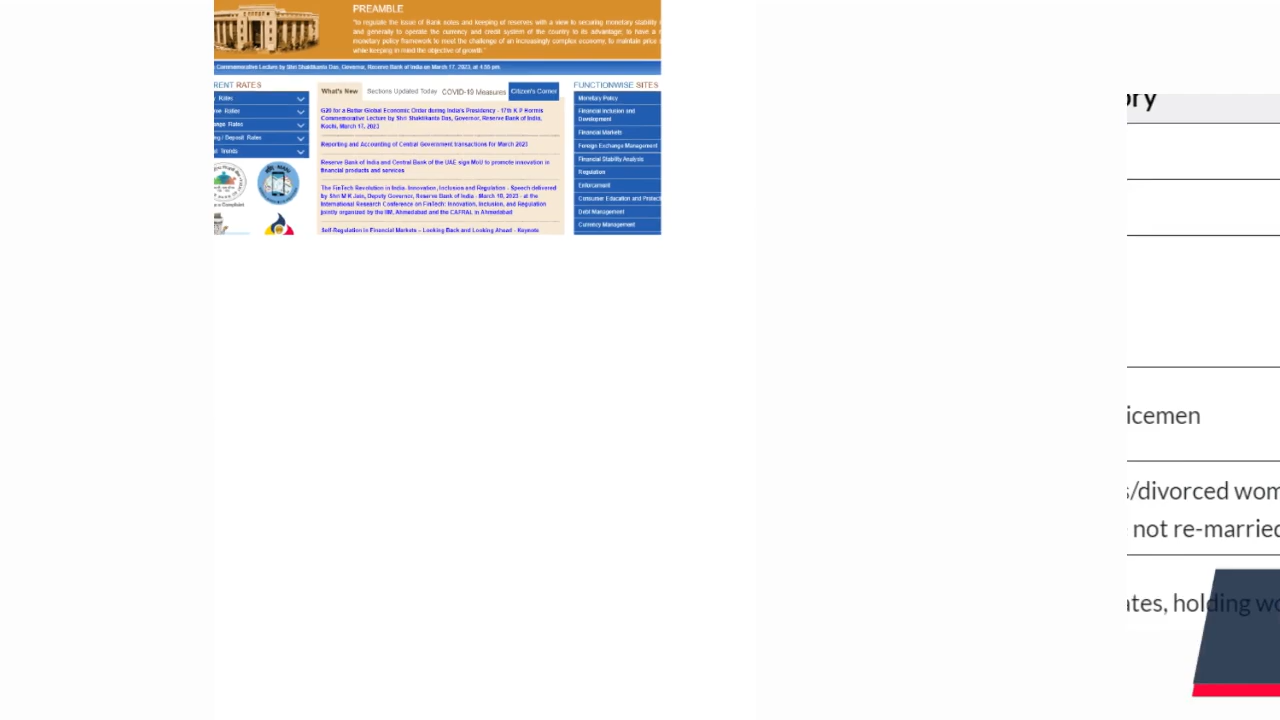 PREAMBLE
"to regulate the issue of Bank notes and keeping of reserves with a view to securing monetary stability
and generally to operate the currency and credit system of the country to its advantage; to have a
monetary policy framework to meet the challenge of an increasingly complex economy, to maintain price
while keeping in mind the objective of growth."
Commemorative Lecture by Shri Shaktikanta Das, Governor, Reserve Bank of India on March 17, 2023, at 4:55 pm
RENT RATES
Rates
Rates
Rates
/ Deposit Rates
Trends
What's New
Sections Updated Today
COVID-19 Measures
Citizen's Corner
G20 for a Better Global Economic Order during India's Presidency - 17th K P Hormis
Commemorative Lecture by Shri Shaktikanta Das, Governor, Reserve Bank of India,
Kochi, March 17, 2023
Reporting and Accounting of Central Government transactions for March 2023
Reserve Bank of India and Central Bank of the UAE sign MoU to promote innovation in
financial products and services
The FinTech Revolution in India: Innovation, Inclusion and Regulation - Speech delivered
by Shri M K Jain, Deputy Governor, Reserve Bank of India - March 10, 2023 - at the
International Research Conference on FinTech: Innovation, Inclusion, and Regulation
jointly organized by the IIM, Ahmedabad and the CAFRAL in Ahmedabad
Self-Regulation in Financial Markets – Looking Back and Looking Ahead - Keynote
FUNCTIONWISE SITES
Monetary Policy
Financial Inclusion and
Development
Financial Markets
Foreign Exchange Management
Financial Stability Analysis
Regulation
Enforcement
Consumer Education and Protec
Debt Management
Currency Management
ory
icemen
s/divorced wom
not re-married
ates, holding wo